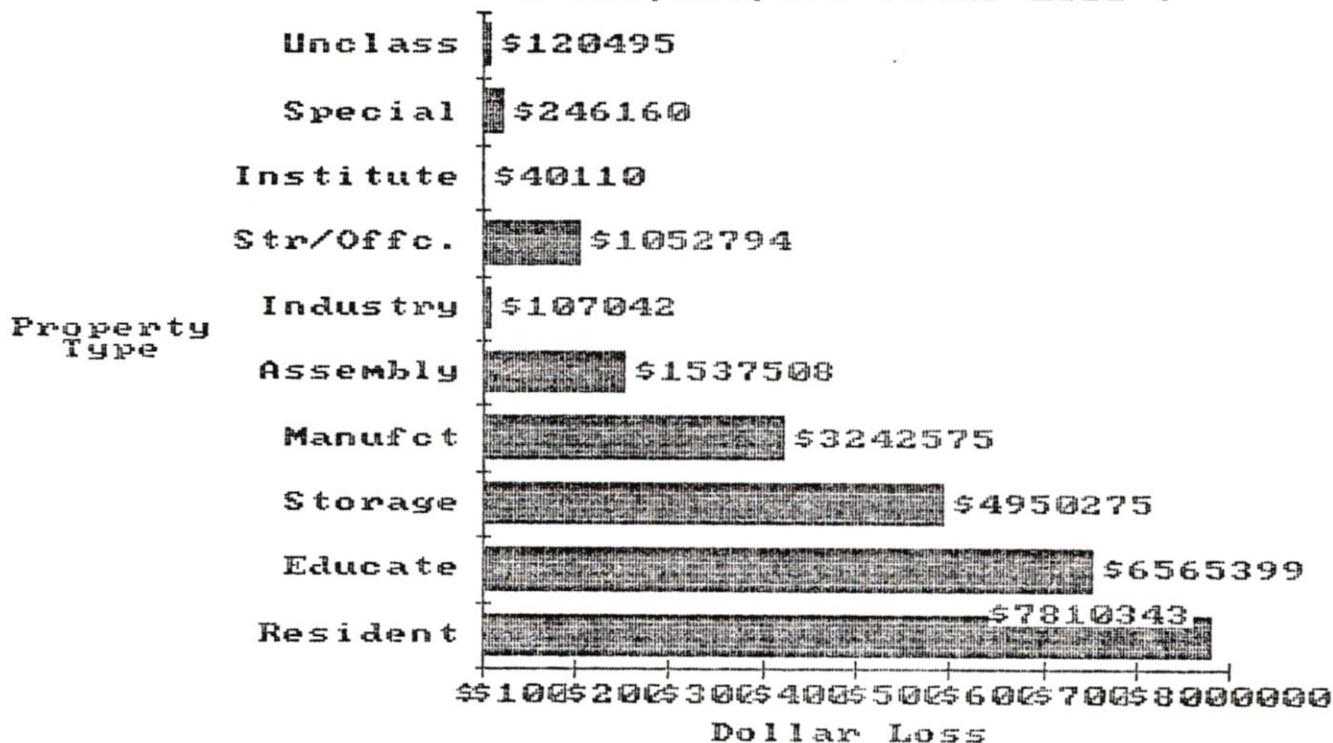 Unclass $120495
Special $246160
Institute $40110
Str/Offc. $1052794
Industry $107042
Property
Type
Assembly $1537508
Manufct $3242575
Storage $4950275
Educate $6565399
$7810343
Resident
$$100$200$300$400$500$600$700$8000000
Dollar Loss